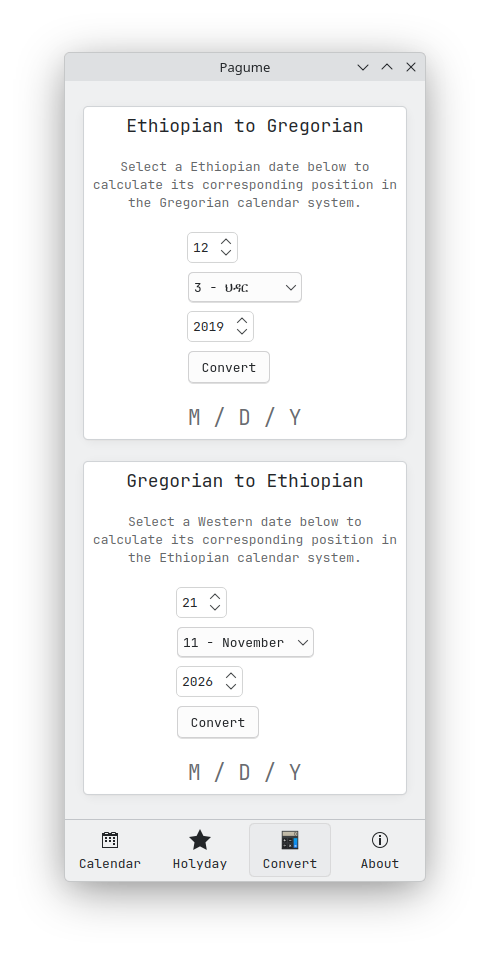 Pagume
Ethiopian to Gregorian
Select a Ethiopian date below to
calculate its corresponding position in
the Gregorian calendar system.
12
3 - ህዳር
2019
Convert
M / D / Y
Gregorian to Ethiopian
Select a Western date below to
calculate its corresponding position in
the Ethiopian calendar system.
21
11 - November
2026
Convert
M / D / Y
Calendar Holyday Convert About